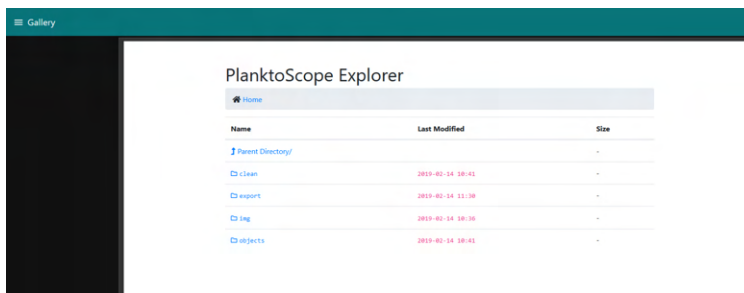 Gallery
PlanktoScope Explorer
Home
Name Last Modified Size
Parent Directory/ -
clean 2019-02-14 10:41 -
export 2019-02-14 11:30 -
img 2019-02-14 10:36 -
objects 2019-02-14 10:41 -